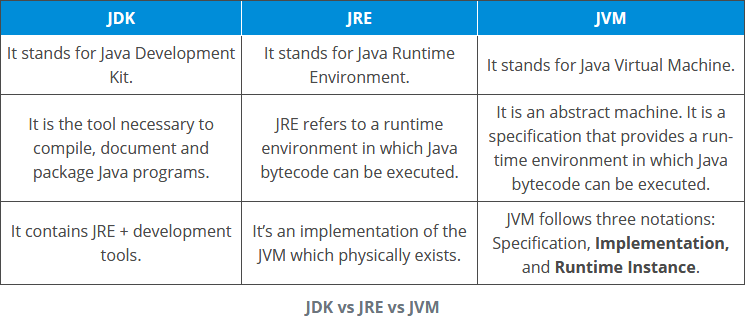 JDK JRE JVM
It stands for Java Development
Kit.
It stands for Java Runtime
Environment.
It stands for Java Virtual Machine.
It is the tool necessary to
compile, document and
package Java programs.
JRE refers to a runtime
environment in which Java
bytecode can be executed.
It is an abstract machine. It is a
specification that provides a run-
time environment in which Java
bytecode can be executed.
It contains JRE + development
tools.
It’s an implementation of the
JVM which physically exists.
JVM follows three notations:
Specification, Implementation,
and Runtime Instance.
JDK vs JRE vs JVM